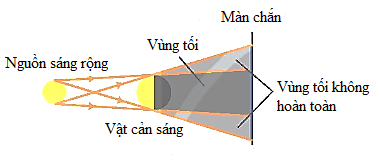 Màn chắn
Vùng tối
Nguồn sáng rộng
Vùng tối không
hoàn toàn
Vật cản sáng